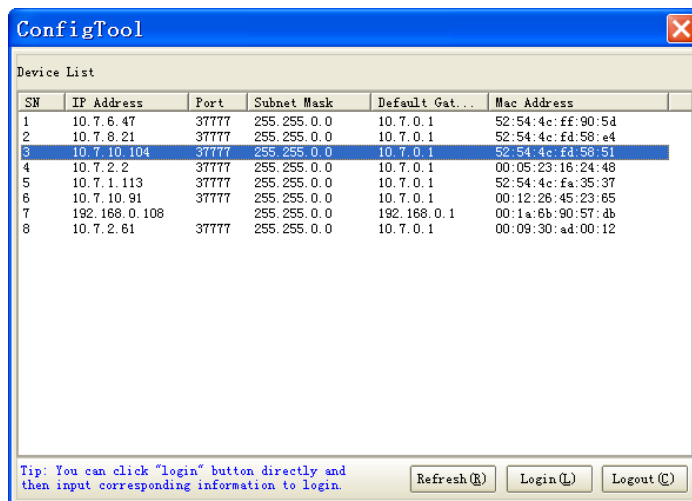 ConfigTool
Device List
SN IP Address Port Subnet Mask Default Gat... Mac Address
1 10.7.6.47 37777 255.255.0.0 10.7.0.1 52:54:4c:ff:90:5d
2 10.7.8.21 37777 255.255.0.0 10.7.0.1 52:54:4c:fd:58:e4
3 10.7.10.104 37777 255.255.0.0 10.7.0.1 52:54:4c:fd:58:51
4 10.7.2.2 37777 255.255.0.0 10.7.0.1 00:05:23:16:24:48
5 10.7.1.113 37777 255.255.0.0 10.7.0.1 52:54:4c:fa:35:37
6 10.7.10.91 37777 255.255.0.0 10.7.0.1 00:12:26:45:23:65
7 192.168.0.108 255.255.0.0 192.168.0.1 00:1a:6b:90:57:db
8 10.7.2.61 37777 255.255.0.0 10.7.0.1 00:09:30:ad:00:12
Tip: You can click "login" button directly and
then input corresponding information to login.
Refresh(R) Login(L) Logout(C)